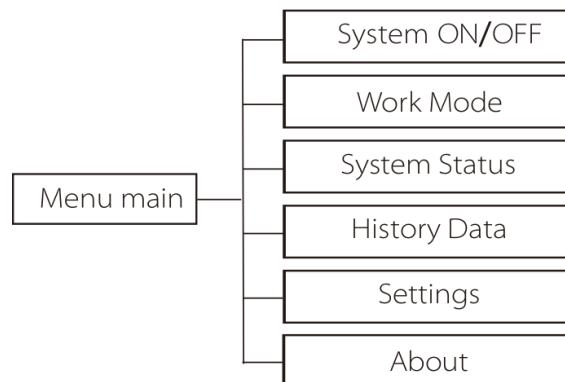 System ON/OFF
Work Mode
System Status
Menu main
History Data
Settings
About